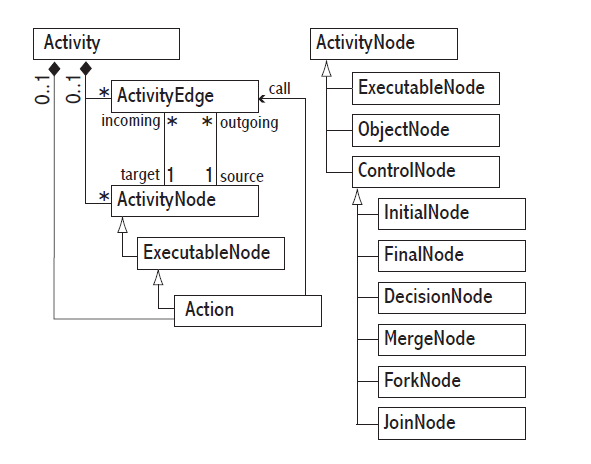 Activity
0..1
0..1
* ActivityEdge
call
incoming * * outgoing
target 1 1 source
* ActivityNode
ExecutableNode
Action
ActivityNode
ExecutableNode
ObjectNode
ControlNode
InitialNode
FinalNode
DecisionNode
MergeNode
ForkNode
JoinNode